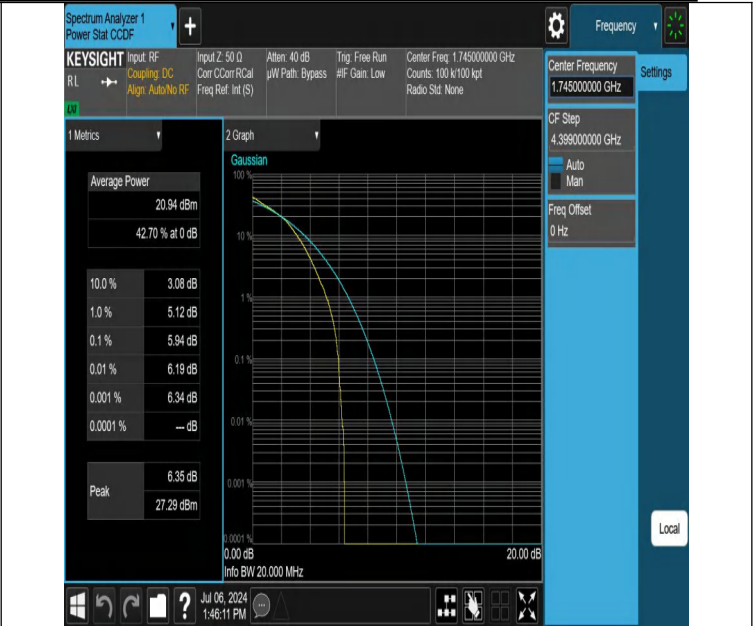 Spectrum Analyzer 1
Power Stat CCDF
Frequency
KEYSIGHT
RL
Input: RF
Coupling: DC
Align: Auto/No RF
Input Z: 50 Ω
Corr CCorr RCal
Freq Ref: Int (S)
Atten: 40 dB
µW Path: Bypass
Trig: Free Run
#IF Gain: Low
Center Freq: 1.745000000 GHz
Counts: 100 k/100 kpt
Radio Std: None
Center Frequency
1.745000000 GHz
Settings
CF Step
4.399000000 GHz
Auto
Man
Freq Offset
0 Hz
1 Metrics
Average Power
20.94 dBm
42.70 % at 0 dB
10.0 % 3.08 dB
1.0 % 5.12 dB
0.1 % 5.94 dB
0.01 % 6.19 dB
0.001 % 6.34 dB
0.0001 % --- dB
Peak
6.35 dB
27.29 dBm
2 Graph
Gaussian
100 %
10 %
1 %
0.1 %
0.01 %
0.001 %
0.0001 %
0.00 dB 20.00 dB
Info BW 20.000 MHz
Local
?
Jul 06, 2024
1:46:11 PM